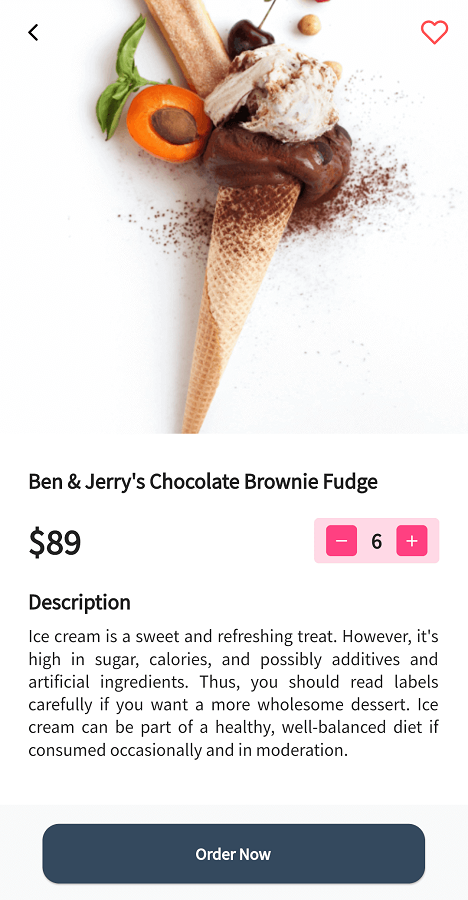 Ben & Jerry's Chocolate Brownie Fudge
$89
− 6 +
Description
Ice cream is a sweet and refreshing treat. However, it's
high in sugar, calories, and possibly additives and
artificial ingredients. Thus, you should read labels
carefully if you want a more wholesome dessert. Ice
cream can be part of a healthy, well-balanced diet if
consumed occasionally and in moderation.
Order Now